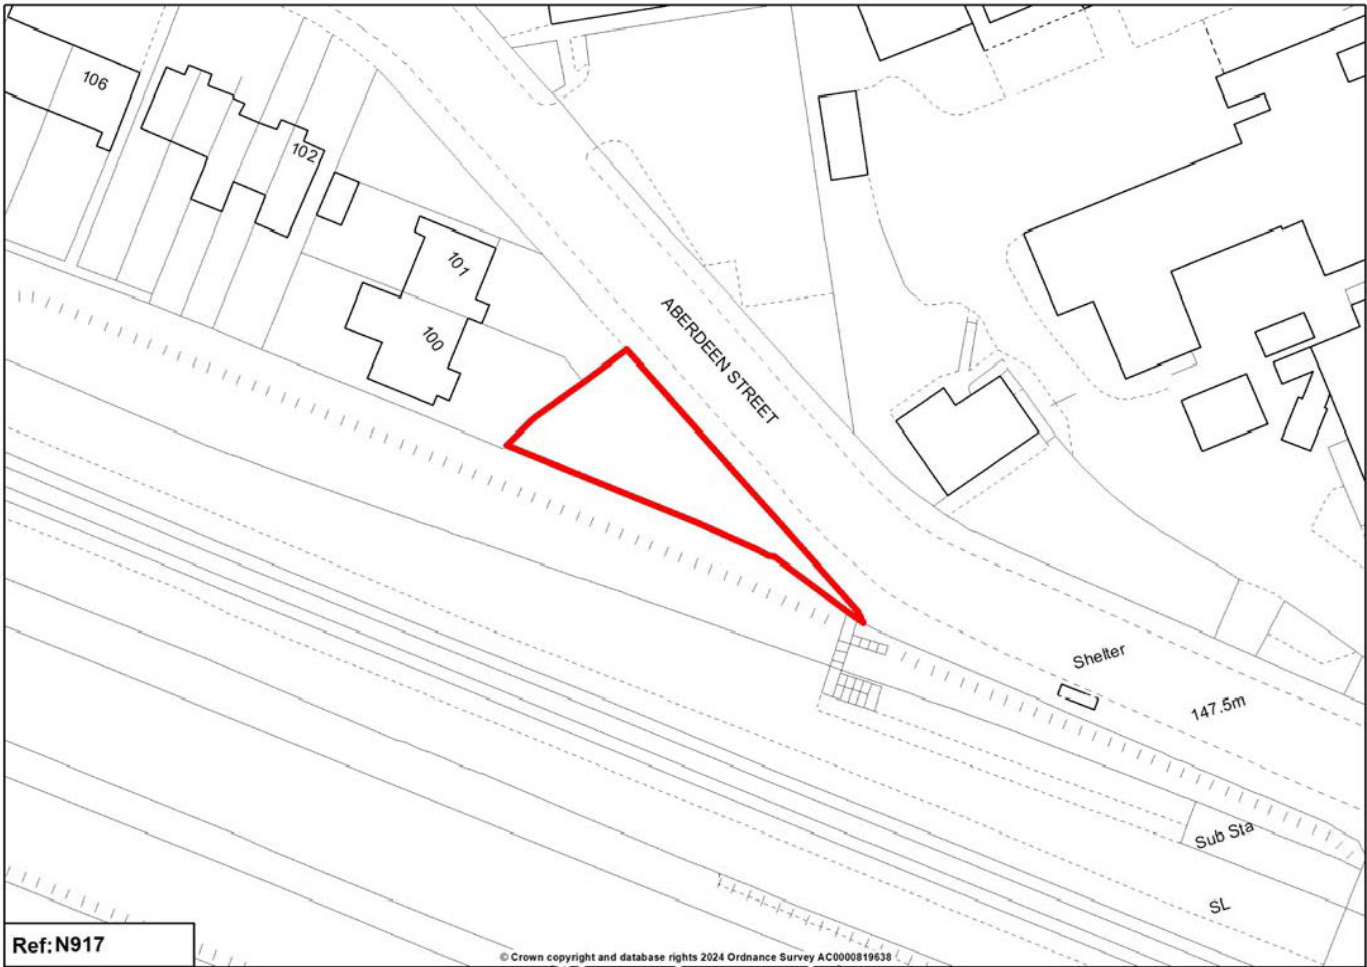 106
102
101
100
ABERDEEN STREET
Shelter
147.5m
Sub Sta
SL
Ref:N917
© Crown copyright and database rights 2024 Ordnance Survey AC0000819638